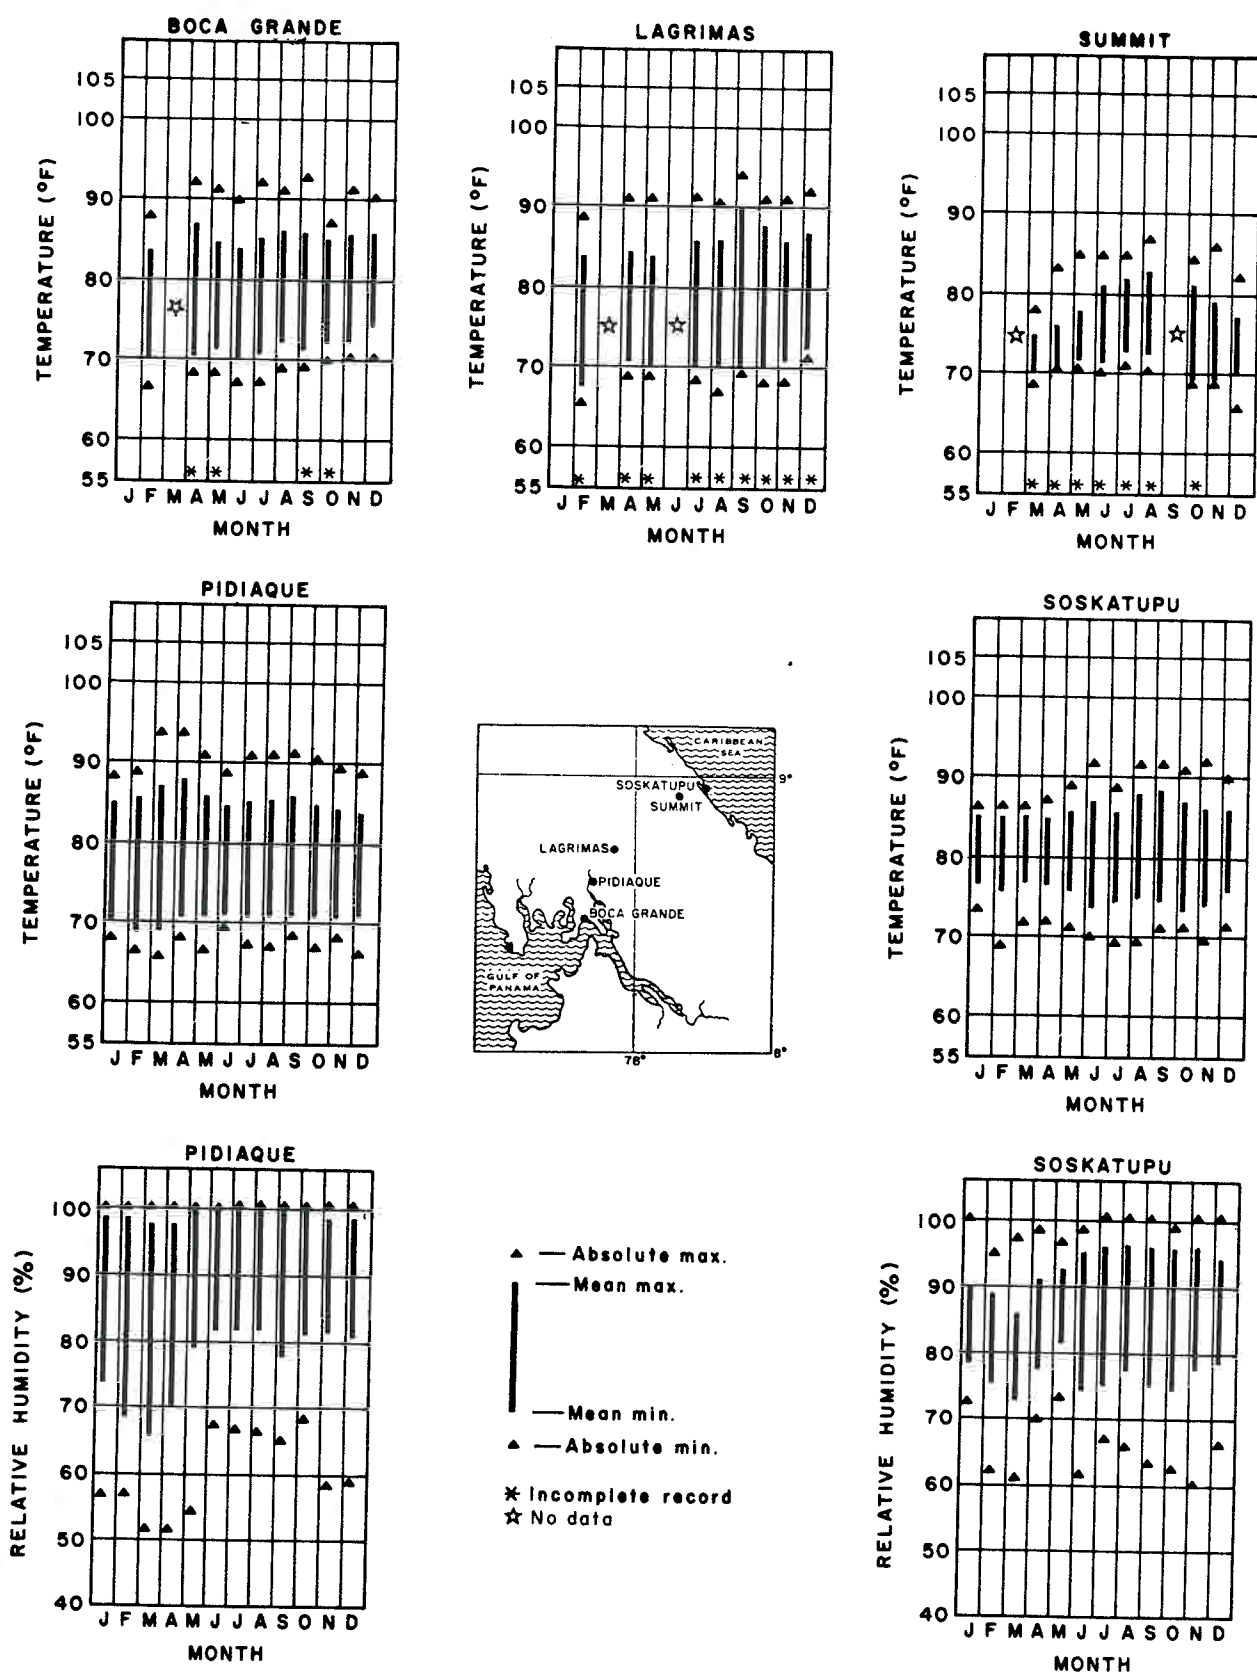 BOCA GRANDE
TEMPERATURE (°F)
105
100
90
80
70
60
55
* * * *
J F M A M J J A S O N D
MONTH
LAGRIMAS
TEMPERATURE (°F)
105
100
90
80
70
60
55
* * * * * * * * *
J F M A M J J A S O N D
MONTH
SUMMIT
TEMPERATURE (°F)
105
100
90
80
70
60
55
* * * * * * *
J F M A M J J A S O N D
MONTH
PIDIAQUE
TEMPERATURE (°F)
105
100
90
80
70
60
55
J F M A M J J A S O N D
MONTH
CARIBBEAN
SEA
9°
SOSKATUPU
SUMMIT
LAGRIMAS
PIDIAQUE
BOCA GRANDE
GULF OF
PANAMA
78°
8°
SOSKATUPU
TEMPERATURE (°F)
105
100
90
80
70
60
55
J F M A M J J A S O N D
MONTH
PIDIAQUE
RELATIVE HUMIDITY (%)
100
90
80
70
60
50
40
J F M A M J J A S O N D
MONTH
▲ — Absolute max.
— Mean max.
— Mean min.
▲ — Absolute min.
* Incomplete record
☆ No data
SOSKATUPU
RELATIVE HUMIDITY (%)
100
90
80
70
60
50
40
J F M A M J J A S O N D
MONTH